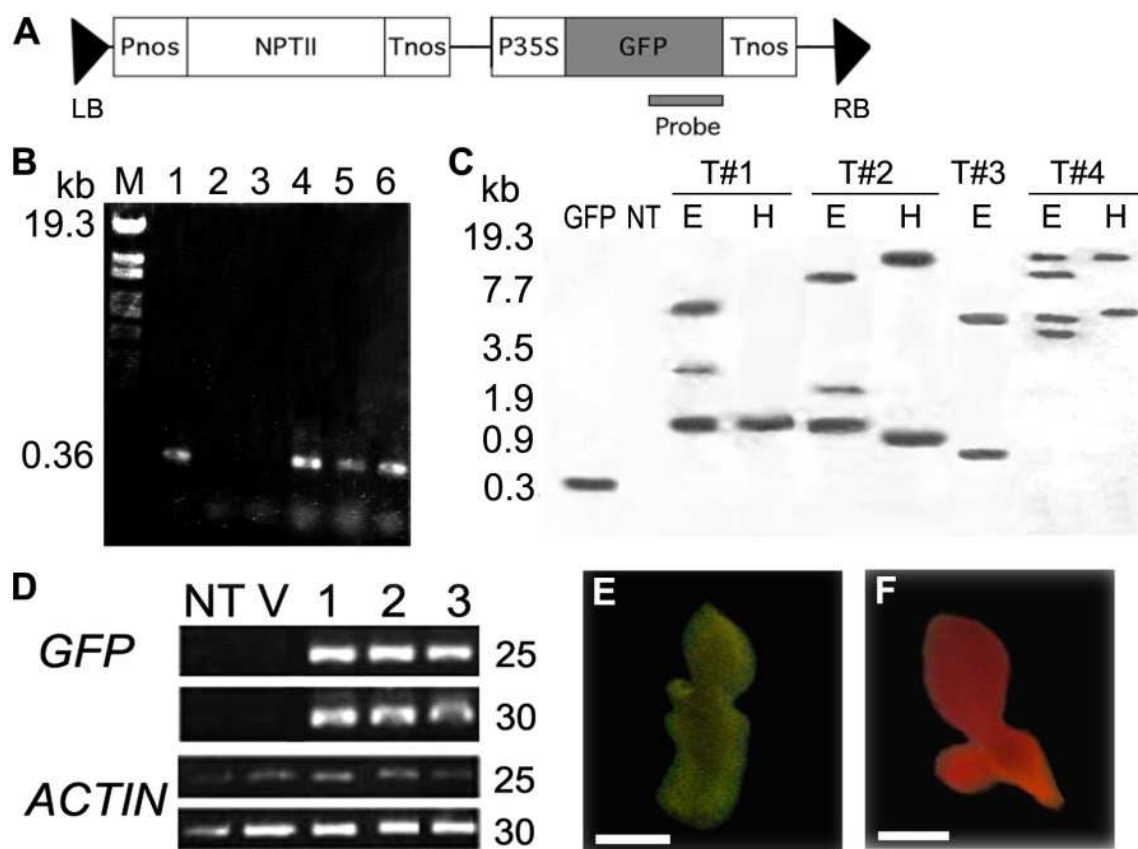 A
Pnos NPTII Tnos P35S GFP Tnos
LB RB
Probe
B
kb M 1 2 3 4 5 6
19.3
0.36
C
T#1 T#2 T#3 T#4
kb GFP NT E H E H E E H
19.3
7.7
3.5
1.9
0.9
0.3
D
NT V 1 2 3
GFP 25
30
ACTIN 25
30
E
F